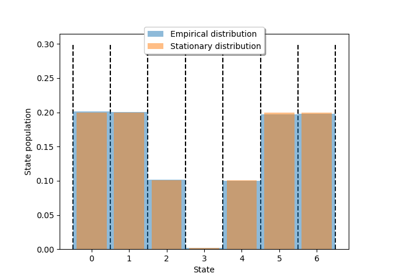 Empirical distribution
Stationary distribution
0.30
0.25
0.20
0.15
0.10
0.05
0.00
State population
0 1 2 3 4 5 6
State